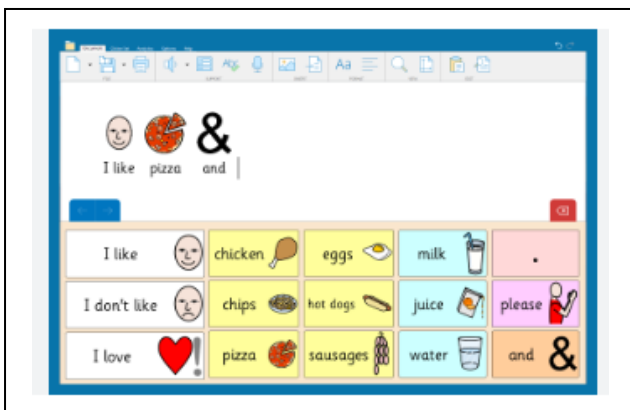 I like pizza and
I like chicken eggs milk .
I don't like chips hot dogs juice please
I love pizza sausages water and &